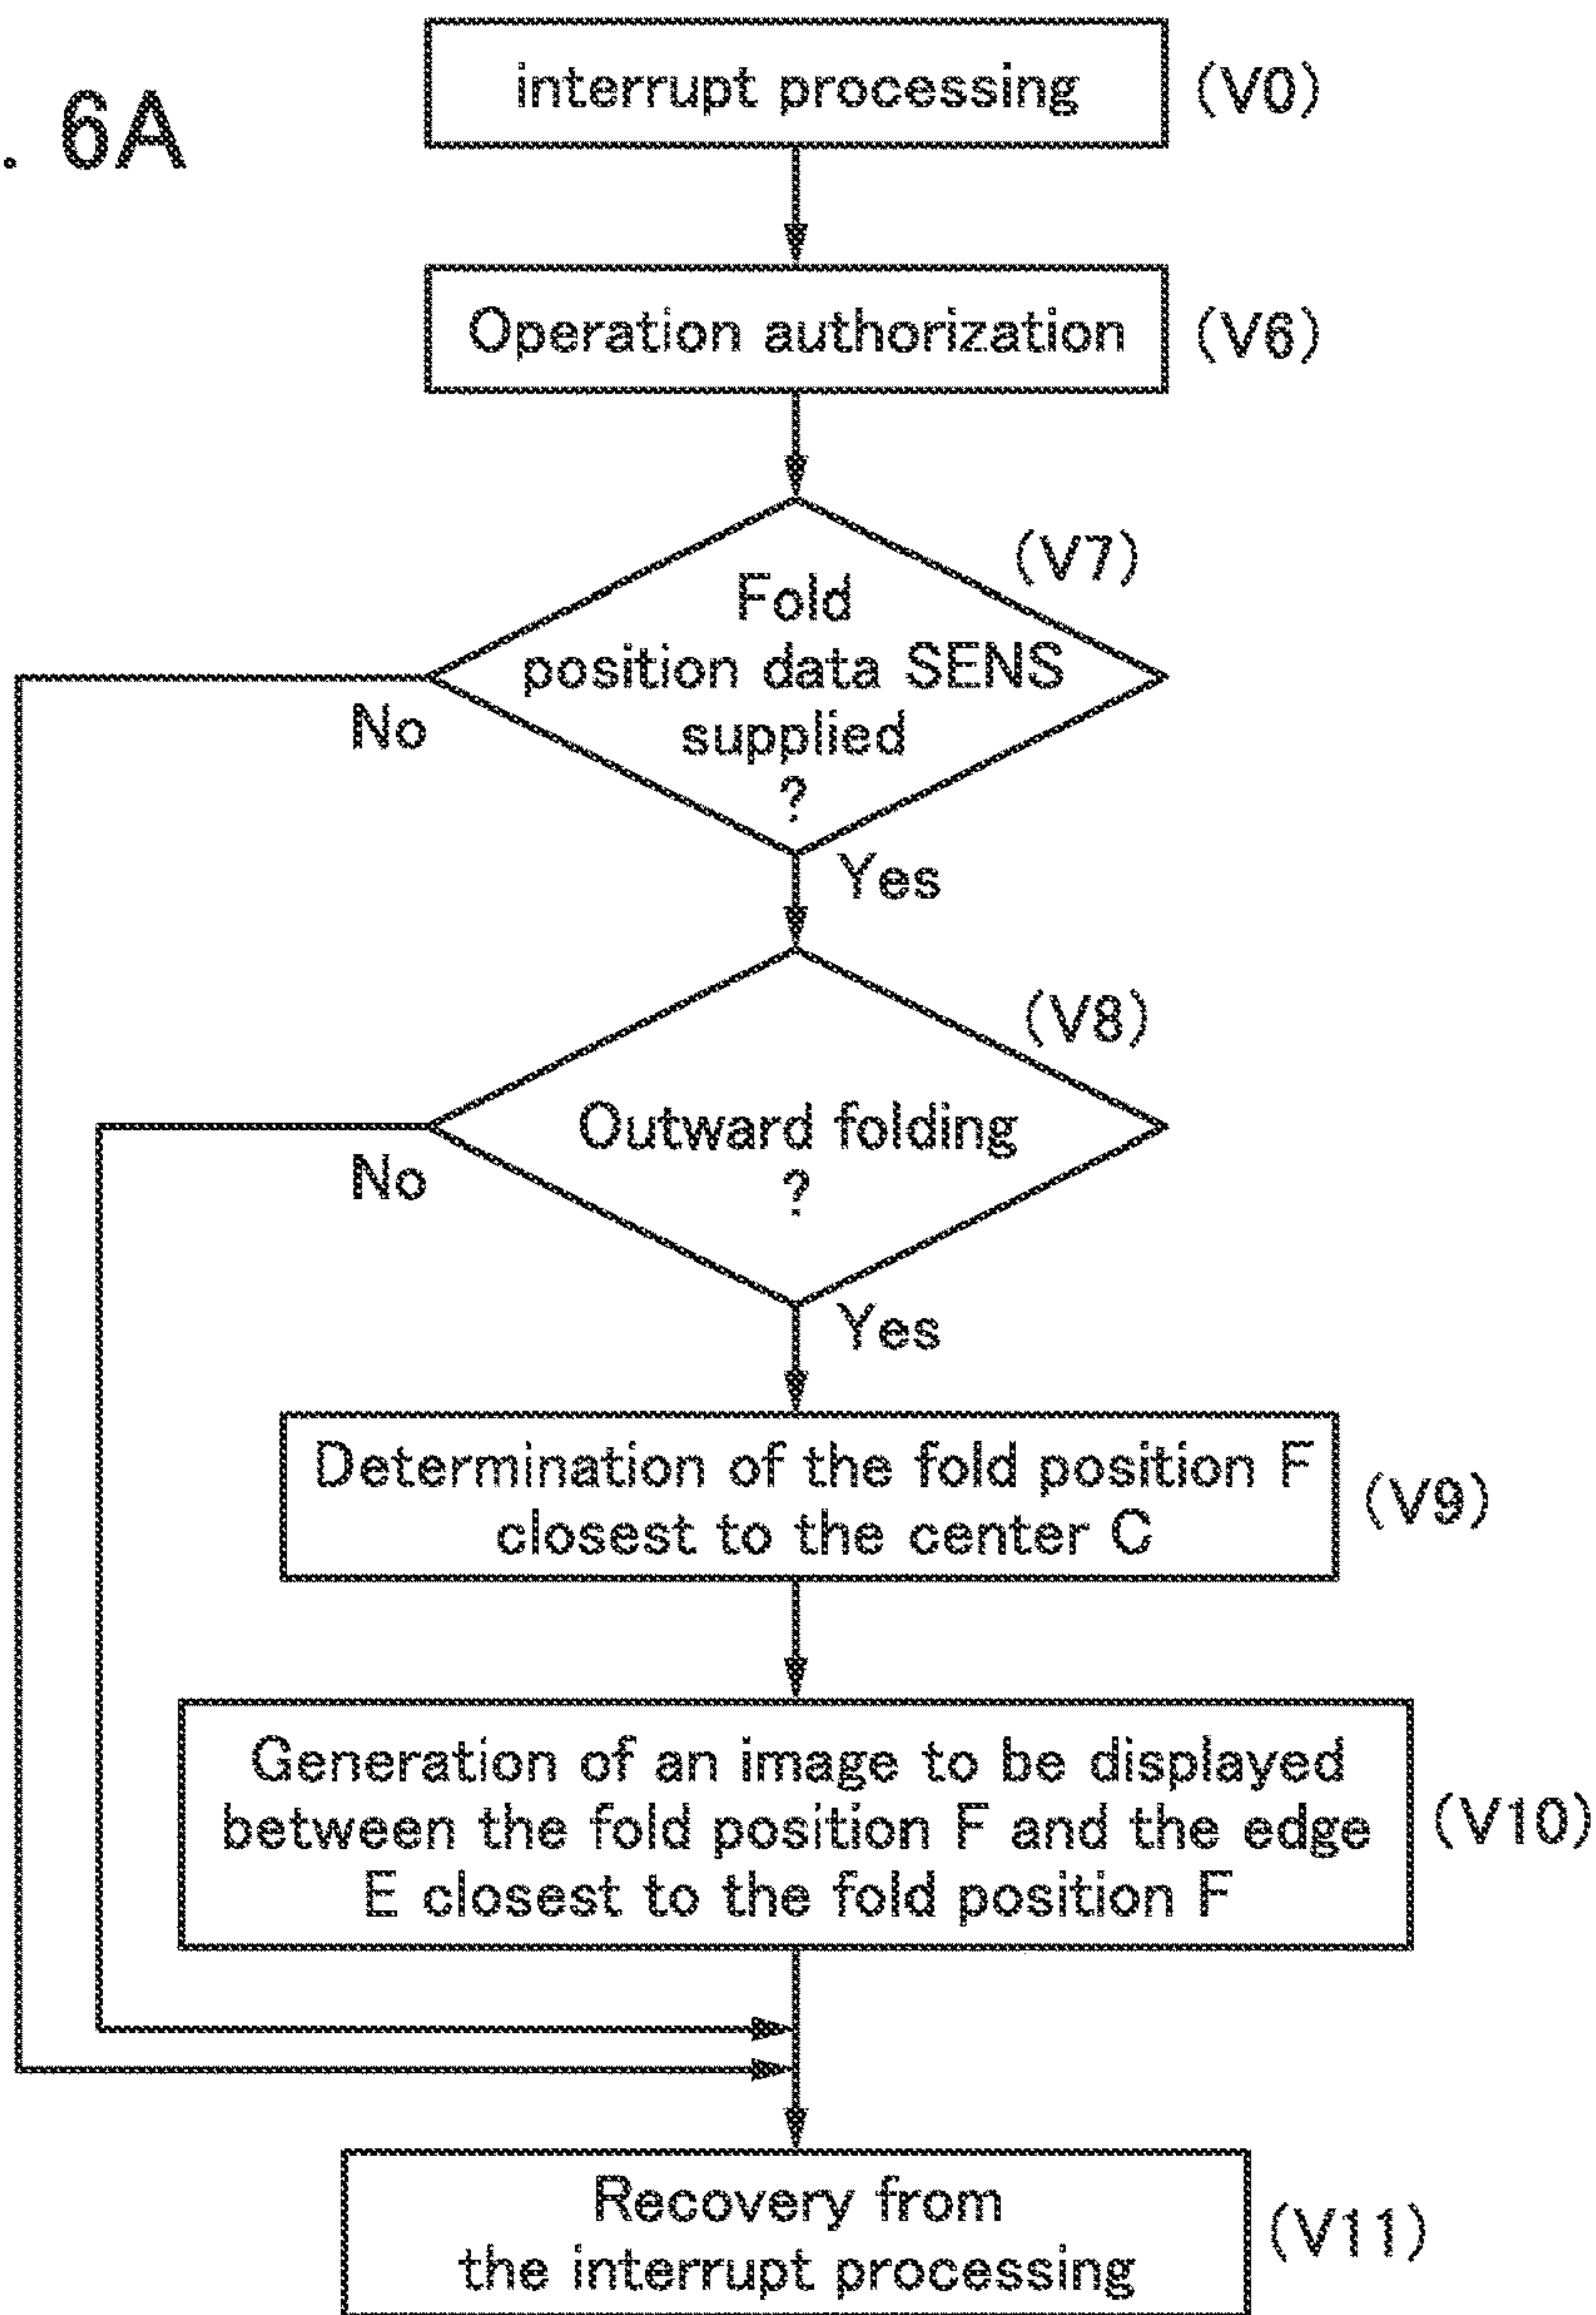 . 6A
interrupt processing (V0)
Operation authorization (V6)
(V7)
Fold
position data SENS
supplied
?
No
Yes
(V8)
Outward folding
?
No
Yes
Determination of the fold position F
closest to the center C
(V9)
Generation of an image to be displayed
between the fold position F and the edge
E closest to the fold position F
(V10)
Recovery from
the interrupt processing
(V11)